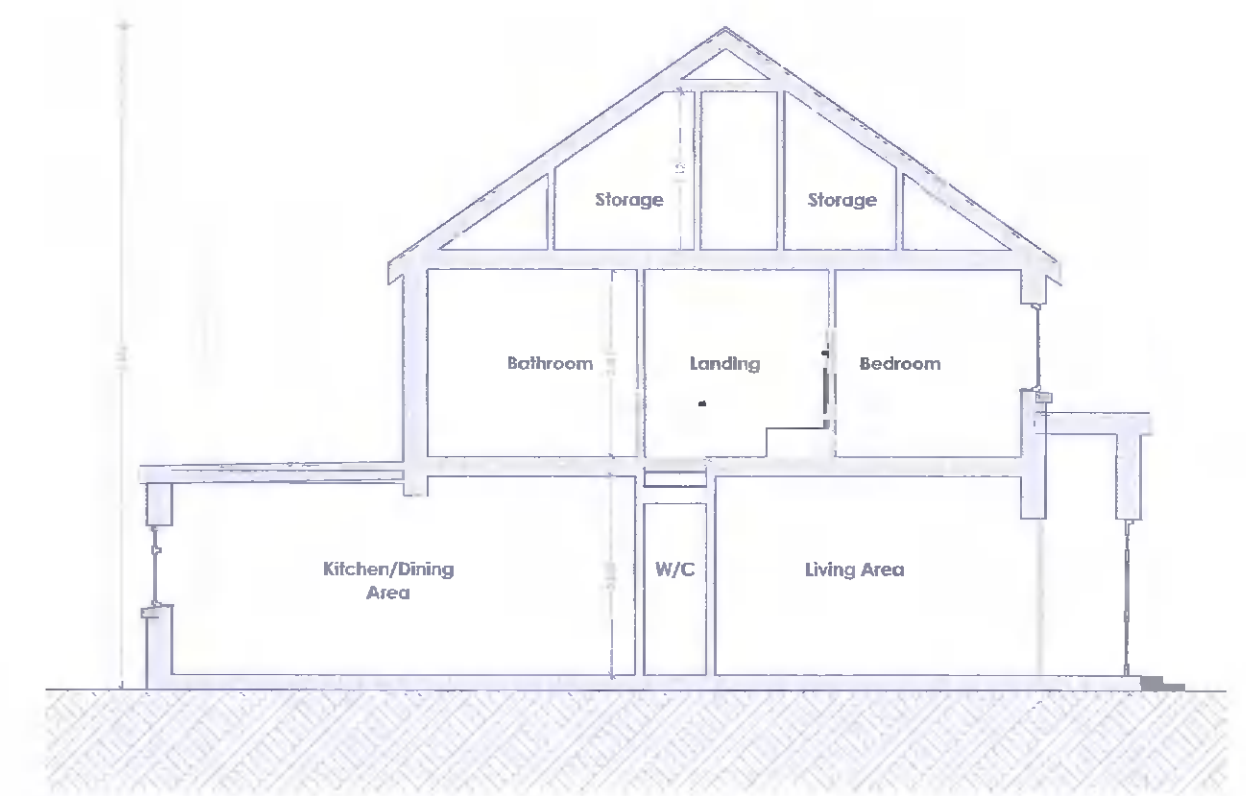 Storage
Storage
Bathroom
Landing
Bedroom
Kitchen/Dining
Area
W/C
Living Area